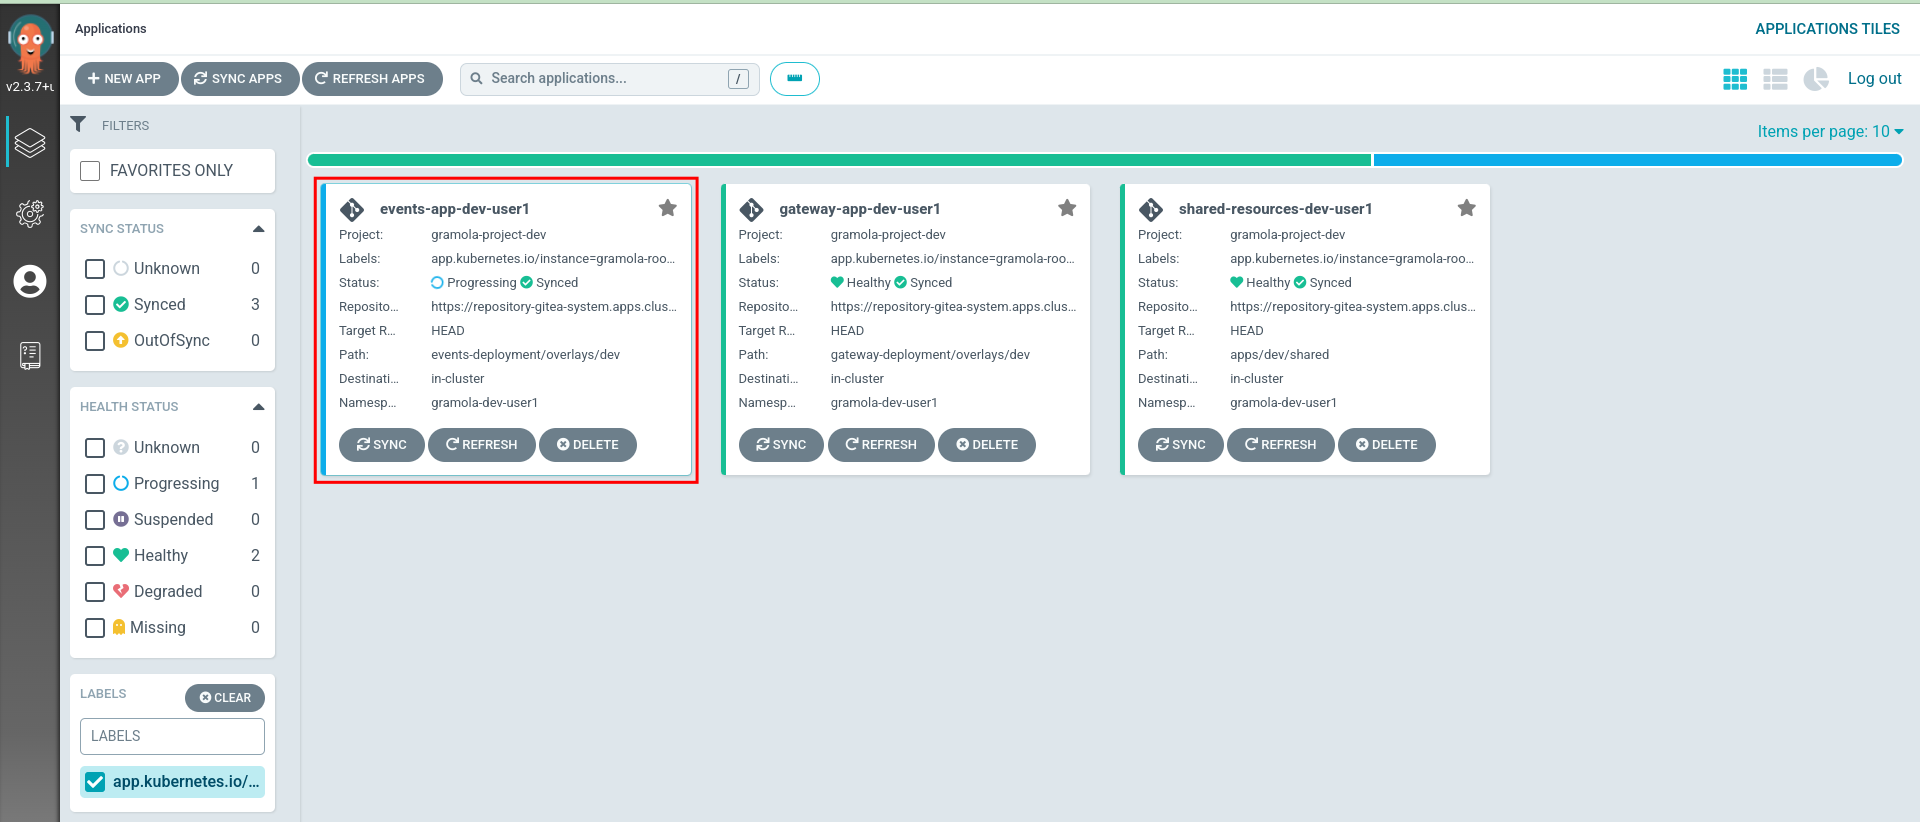 Applications
APPLICATIONS TILES
v2.3.7+u
NEW APP
SYNC APPS
REFRESH APPS
Search applications...
/
Log out
FILTERS
FAVORITES ONLY
SYNC STATUS
Unknown 0
Synced 3
OutOfSync 0
HEALTH STATUS
Unknown 0
Progressing 1
Suspended 0
Healthy 2
Degraded 0
Missing 0
LABELS
CLEAR
LABELS
app.kubernetes.io/...
Items per page: 10
events-app-dev-user1
Project: gramola-project-dev
Labels: app.kubernetes.io/instance=gramola-roo...
Status: Progressing Synced
Reposito... https://repository-gitea-system.apps.clus...
Target R... HEAD
Path: events-deployment/overlays/dev
Destinati... in-cluster
Namesp... gramola-dev-user1
SYNC REFRESH DELETE
gateway-app-dev-user1
Project: gramola-project-dev
Labels: app.kubernetes.io/instance=gramola-roo...
Status: Healthy Synced
Reposito... https://repository-gitea-system.apps.clus...
Target R... HEAD
Path: gateway-deployment/overlays/dev
Destinati... in-cluster
Namesp... gramola-dev-user1
SYNC REFRESH DELETE
shared-resources-dev-user1
Project: gramola-project-dev
Labels: app.kubernetes.io/instance=gramola-roo...
Status: Healthy Synced
Reposito... https://repository-gitea-system.apps.clus...
Target R... HEAD
Path: apps/dev/shared
Destinati... in-cluster
Namesp... gramola-dev-user1
SYNC REFRESH DELETE